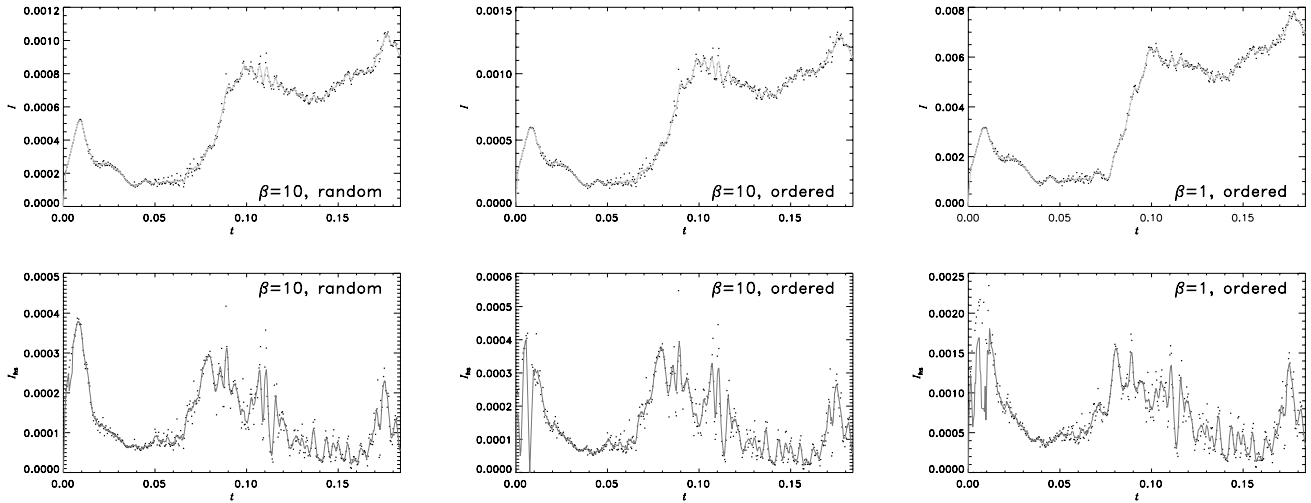 0.0012
0.0010
0.0008
0.0006
0.0004
0.0002
0.0000
I
β=10, random
0.00 0.05 0.10 0.15
t
0.0015
0.0010
0.0005
0.0000
I
β=10, ordered
0.00 0.05 0.10 0.15
t
0.008
0.006
0.004
0.002
0.000
I
β=1, ordered
0.00 0.05 0.10 0.15
t
0.0005
0.0004
0.0003
0.0002
0.0001
0.0000
I_hs
β=10, random
0.00 0.05 0.10 0.15
t
0.0006
0.0005
0.0004
0.0003
0.0002
0.0001
0.0000
I_hs
β=10, ordered
0.00 0.05 0.10 0.15
t
0.0025
0.0020
0.0015
0.0010
0.0005
0.0000
I_hs
β=1, ordered
0.00 0.05 0.10 0.15
t